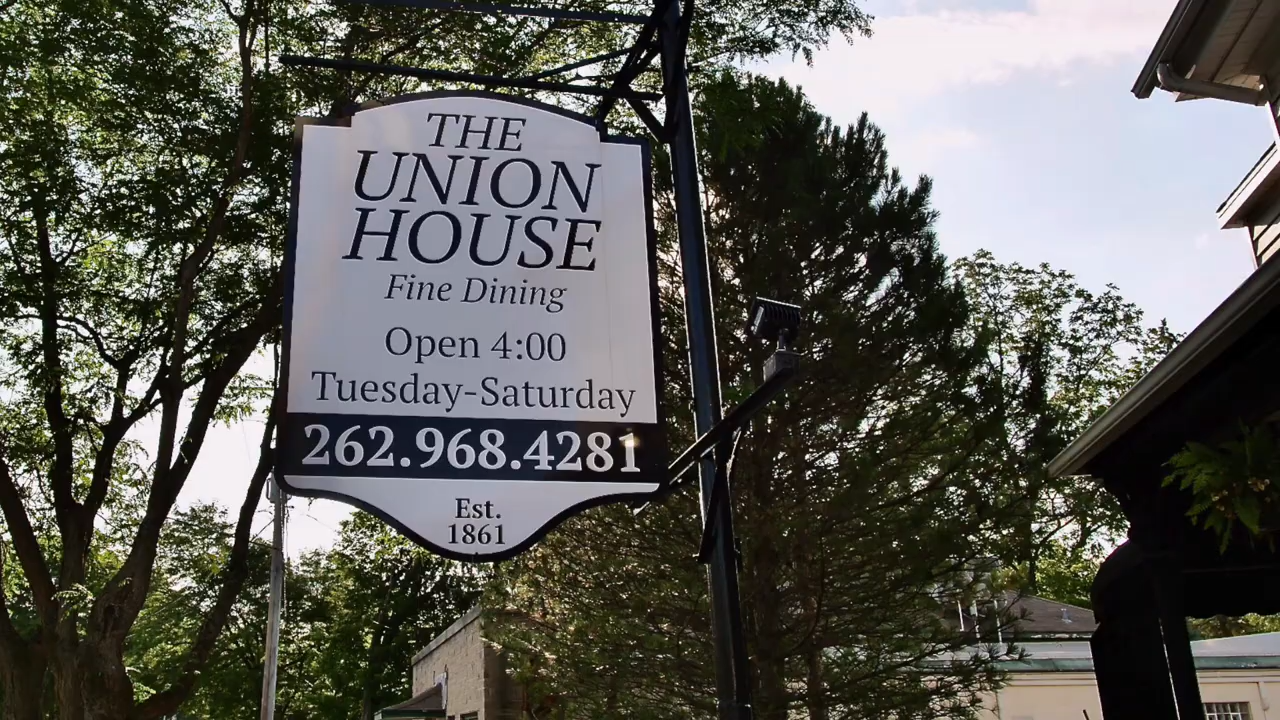 THE
UNION
HOUSE
Fine Dining
Open 4:00
Tuesday-Saturday
262.968.4281
Est.
1861